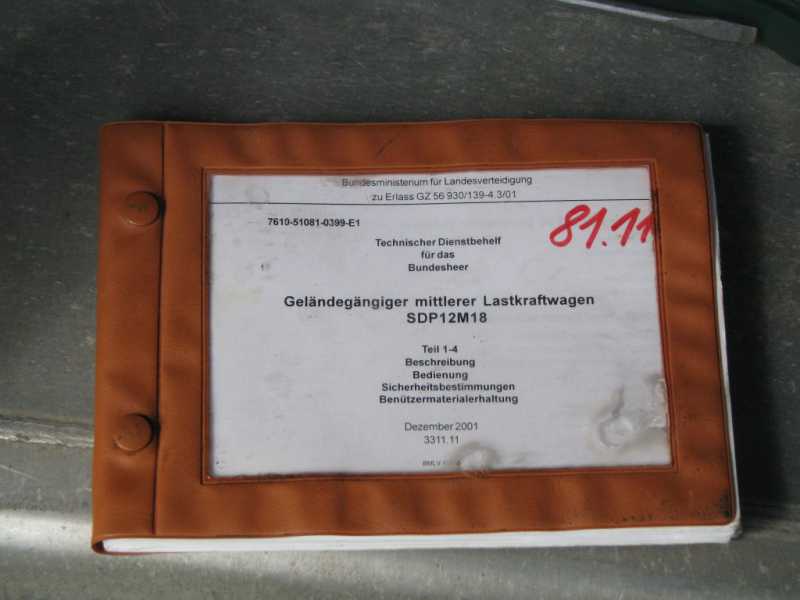 Bundesministerium für Landesverteidigung
zu Erlass GZ 56 930/139-4.3/01
7610-51081-0399-E1
81.11
Technischer Dienstbehelf
für das
Bundesheer
Geländegängiger mittlerer Lastkraftwagen
SDP12M18
Teil 1-4
Beschreibung
Bedienung
Sicherheitsbestimmungen
Benützermaterialerhaltung
Dezember 2001
3311.11